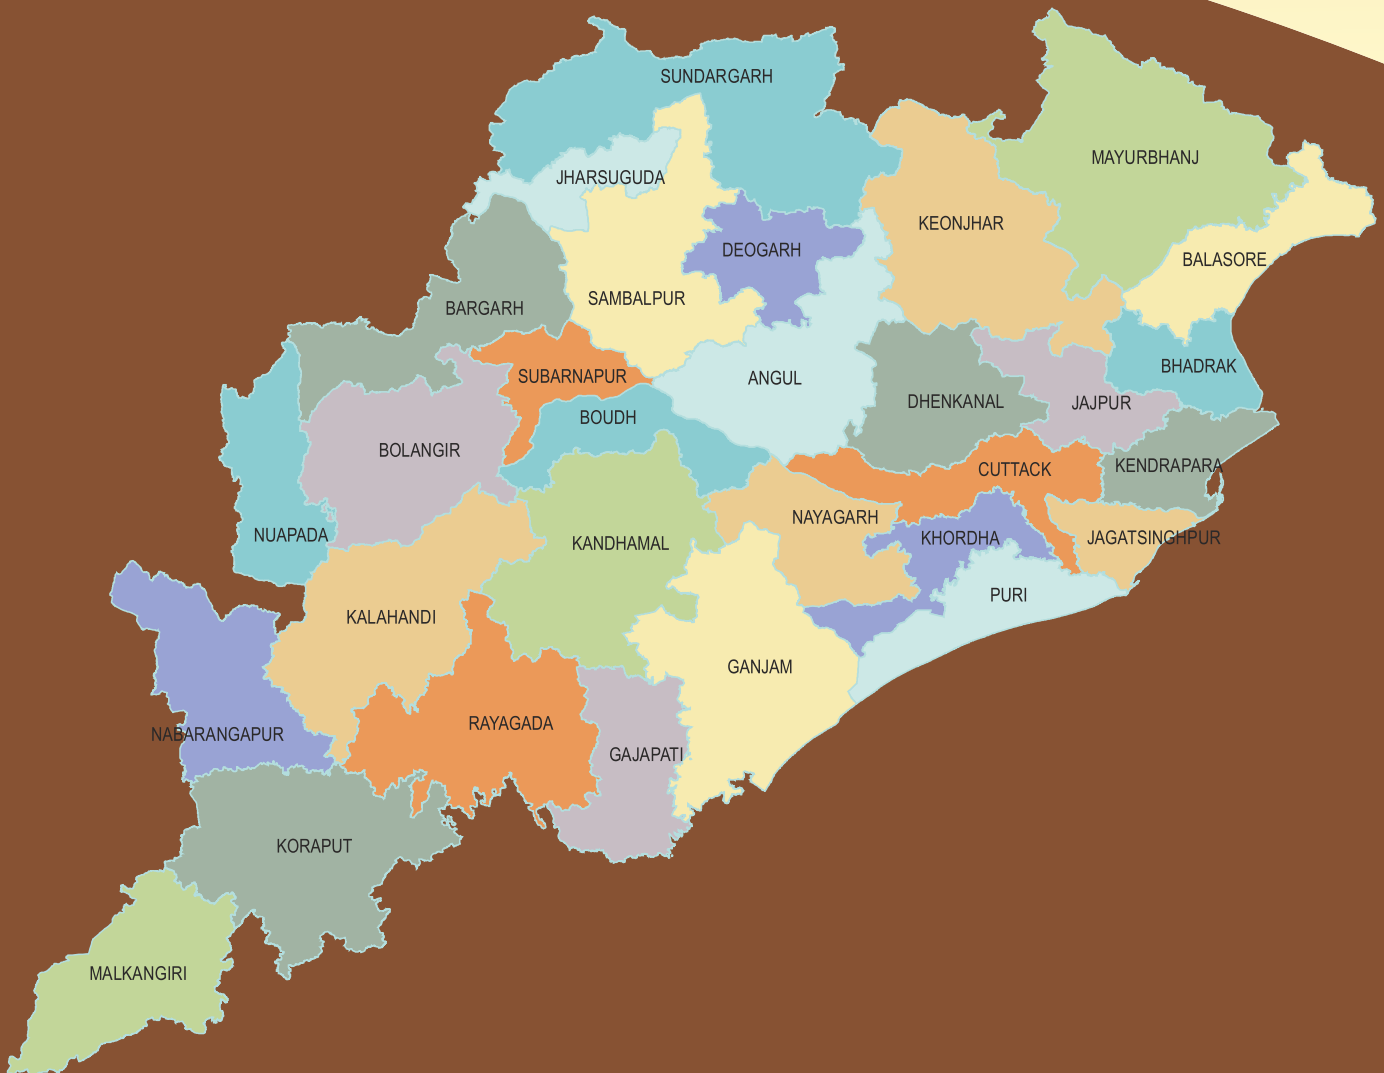 SUNDARGARH
MAYURBHANJ
JHARSUGUDA
KEONJHAR
DEOGARH
BALASORE
SAMBALPUR
BARGARH
BHADRAK
SUBARNAPUR
ANGUL
DHENKANAL
JAJPUR
BOUDH
BOLANGIR
KENDRAPARA
CUTTACK
NAYAGARH
NUAPADA
KHORDHA
JAGATSINGHPUR
KANDHAMAL
PURI
KALAHANDI
GANJAM
RAYAGADA
NABARANGAPUR
GAJAPATI
KORAPUT
MALKANGIRI